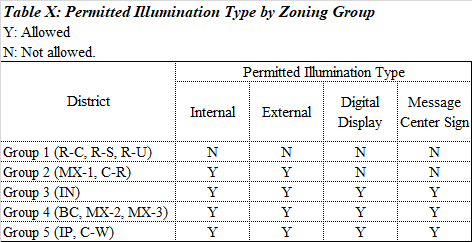 Table X: Permitted Illumination Type by Zoning Group
Y: Allowed
N: Not allowed.
Permitted Illumination Type
District Internal External Digital Display Message Center Sign
Group 1 (R-C, R-S, R-U) N N N N
Group 2 (MX-1, C-R) Y Y N N
Group 3 (IN) Y Y Y Y
Group 4 (BC, MX-2, MX-3) Y Y Y Y
Group 5 (IP, C-W) Y Y Y Y